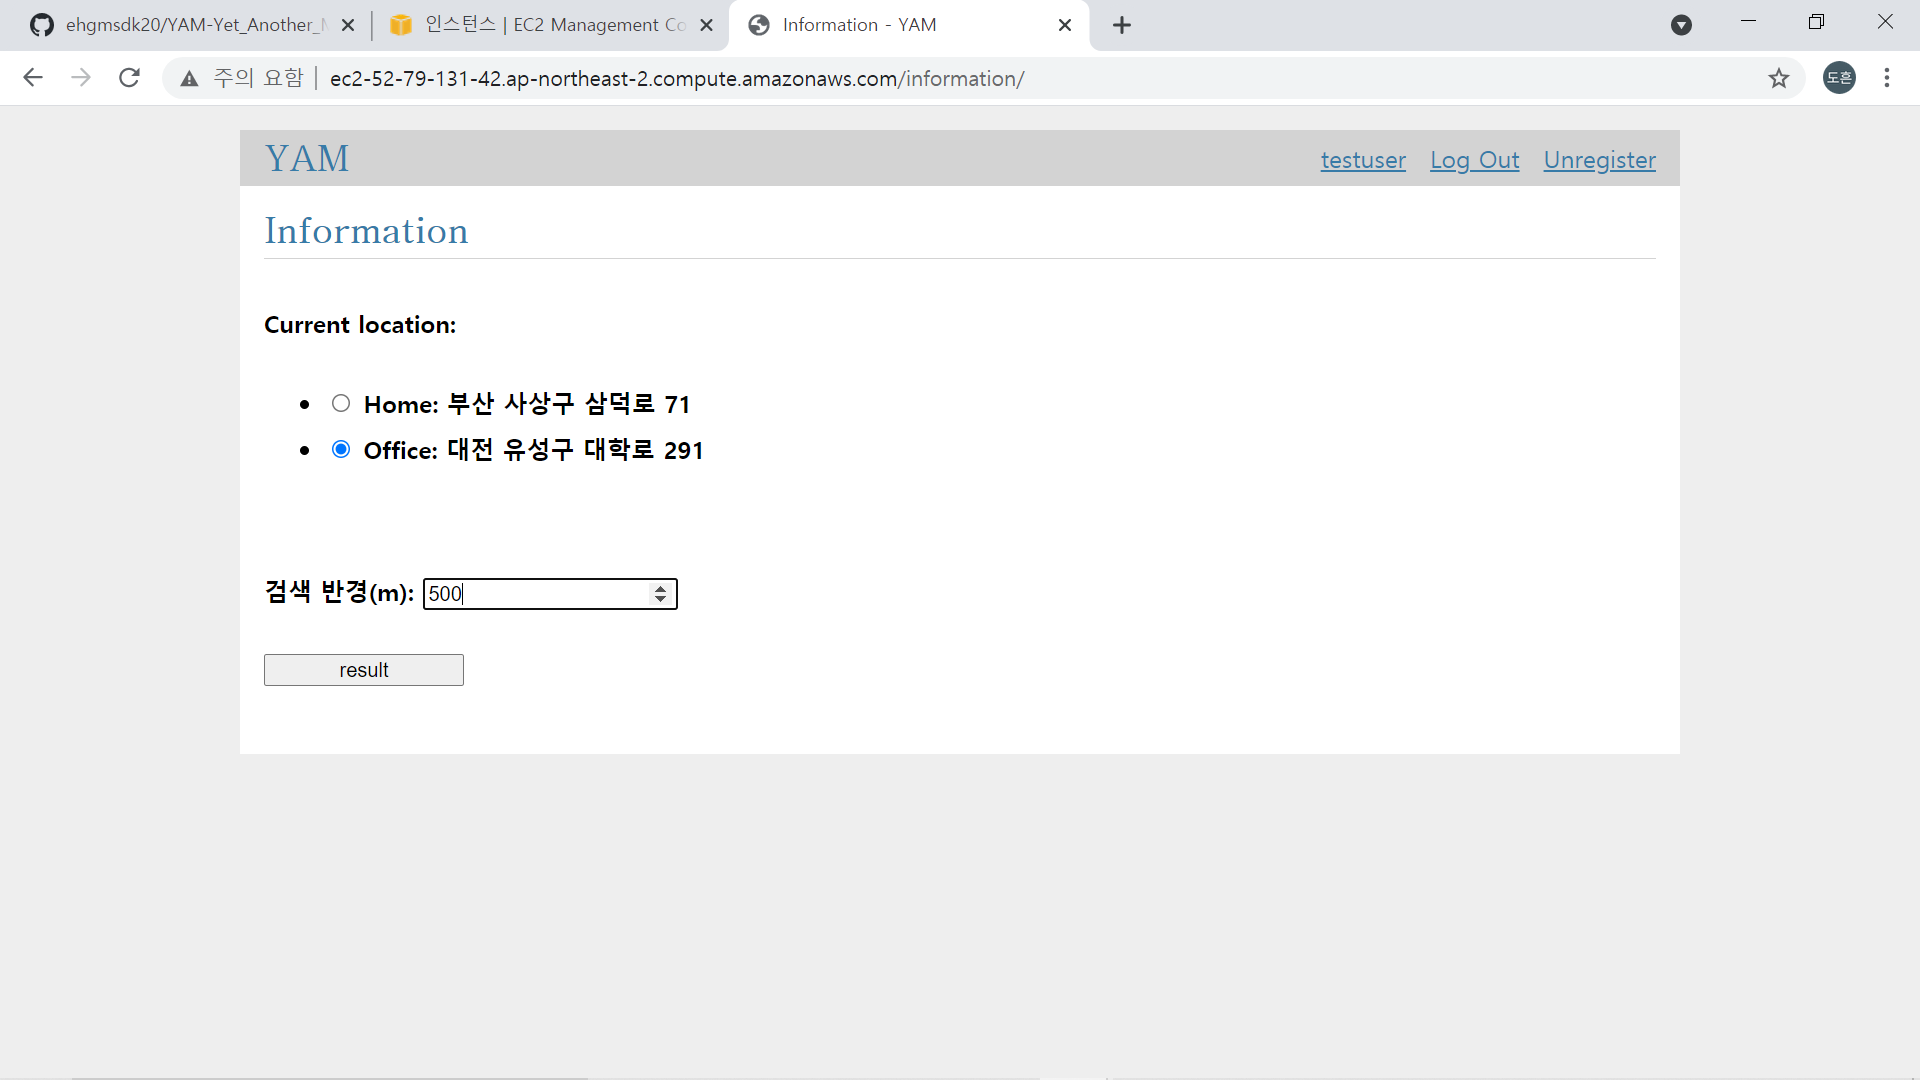 ehgmsdk20/YAM-Yet_Another_
인스턴스 | EC2 Management Co
Information - YAM
주의 요함
ec2-52-79-131-42.ap-northeast-2.compute.amazonaws.com/information/
도흔
YAM
testuser Log Out Unregister
Information
Current location:
Home: 부산 사상구 삼덕로 71
Office: 대전 유성구 대학로 291
검색 반경(m): 500
result